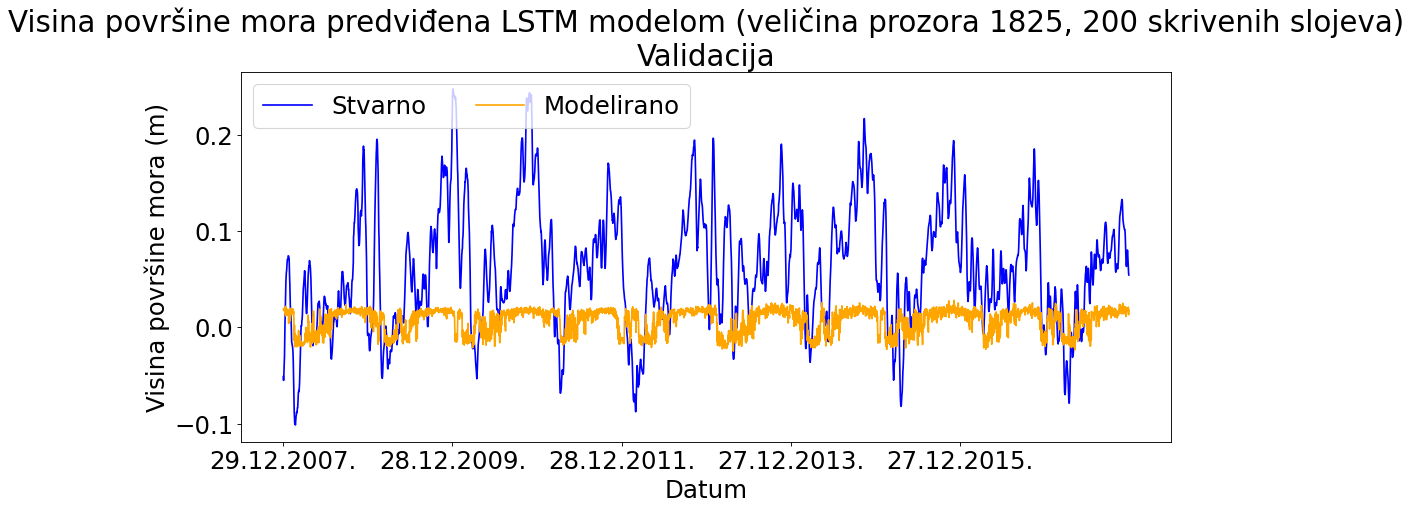 Visina površine mora predviđena LSTM modelom (veličina prozora 1825, 200 skrivenih slojeva)
Validacija
Stvarno
Modelirano
Visina površine mora (m)
0.2
0.1
0.0
−0.1
29.12.2007.
28.12.2009.
28.12.2011.
27.12.2013.
27.12.2015.
Datum